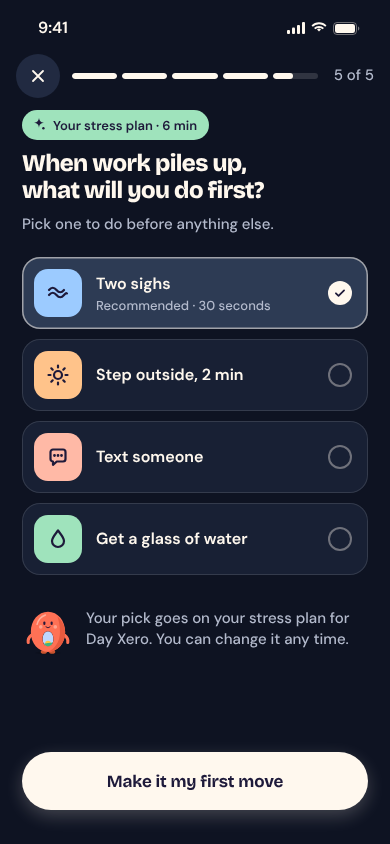 9:41
5 of 5
Your stress plan · 6 min
When work piles up,
what will you do first?
Pick one to do before anything else.
Two sighs
Recommended · 30 seconds
Step outside, 2 min
Text someone
Get a glass of water
Your pick goes on your stress plan for
Day Xero. You can change it any time.
Make it my first move